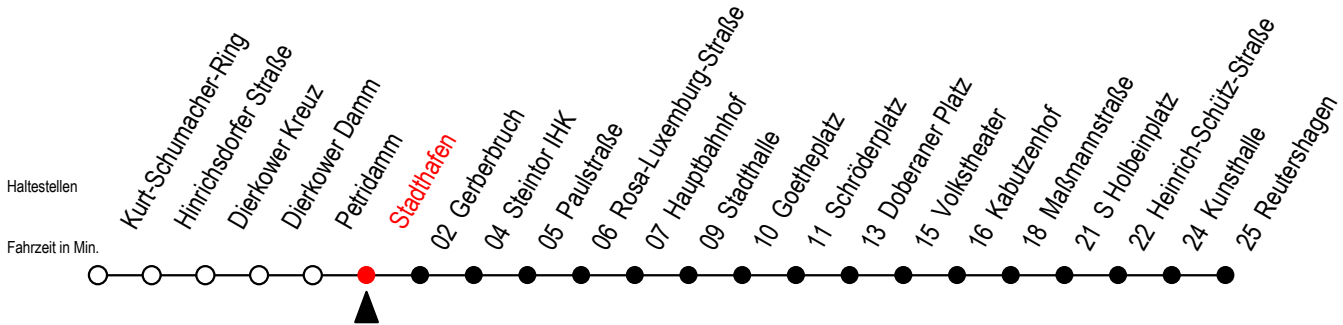 Haltestellen
Kurt-Schumacher-Ring
Hinrichsdorfer Straße
Dierkower Kreuz
Dierkower Damm
Petridamm
Stadthafen
02 Gerberbruch
04 Steintor IHK
05 Paulstraße
06 Rosa-Luxemburg-Straße
07 Hauptbahnhof
09 Stadthalle
10 Goetheplatz
11 Schröderplatz
13 Doberaner Platz
15 Volkstheater
16 Kabutzenhof
18 Maßmannstraße
21 S Holbeinplatz
22 Heinrich-Schütz-Straße
24 Kunsthalle
25 Reutershagen
Fahrzeit in Min.